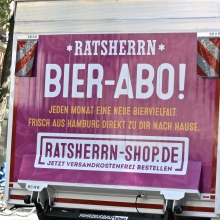 *RATSHERRN*
BIER-ABO!
JEDEN MONAT EINE NEUE BIERVIELFALT.
FRISCH AUS HAMBURG DIREKT ZU DIR NACH HAUSE.
RATSHERRN-SHOP.DE
JETZT VERSANDKOSTENFREI BESTELLEN